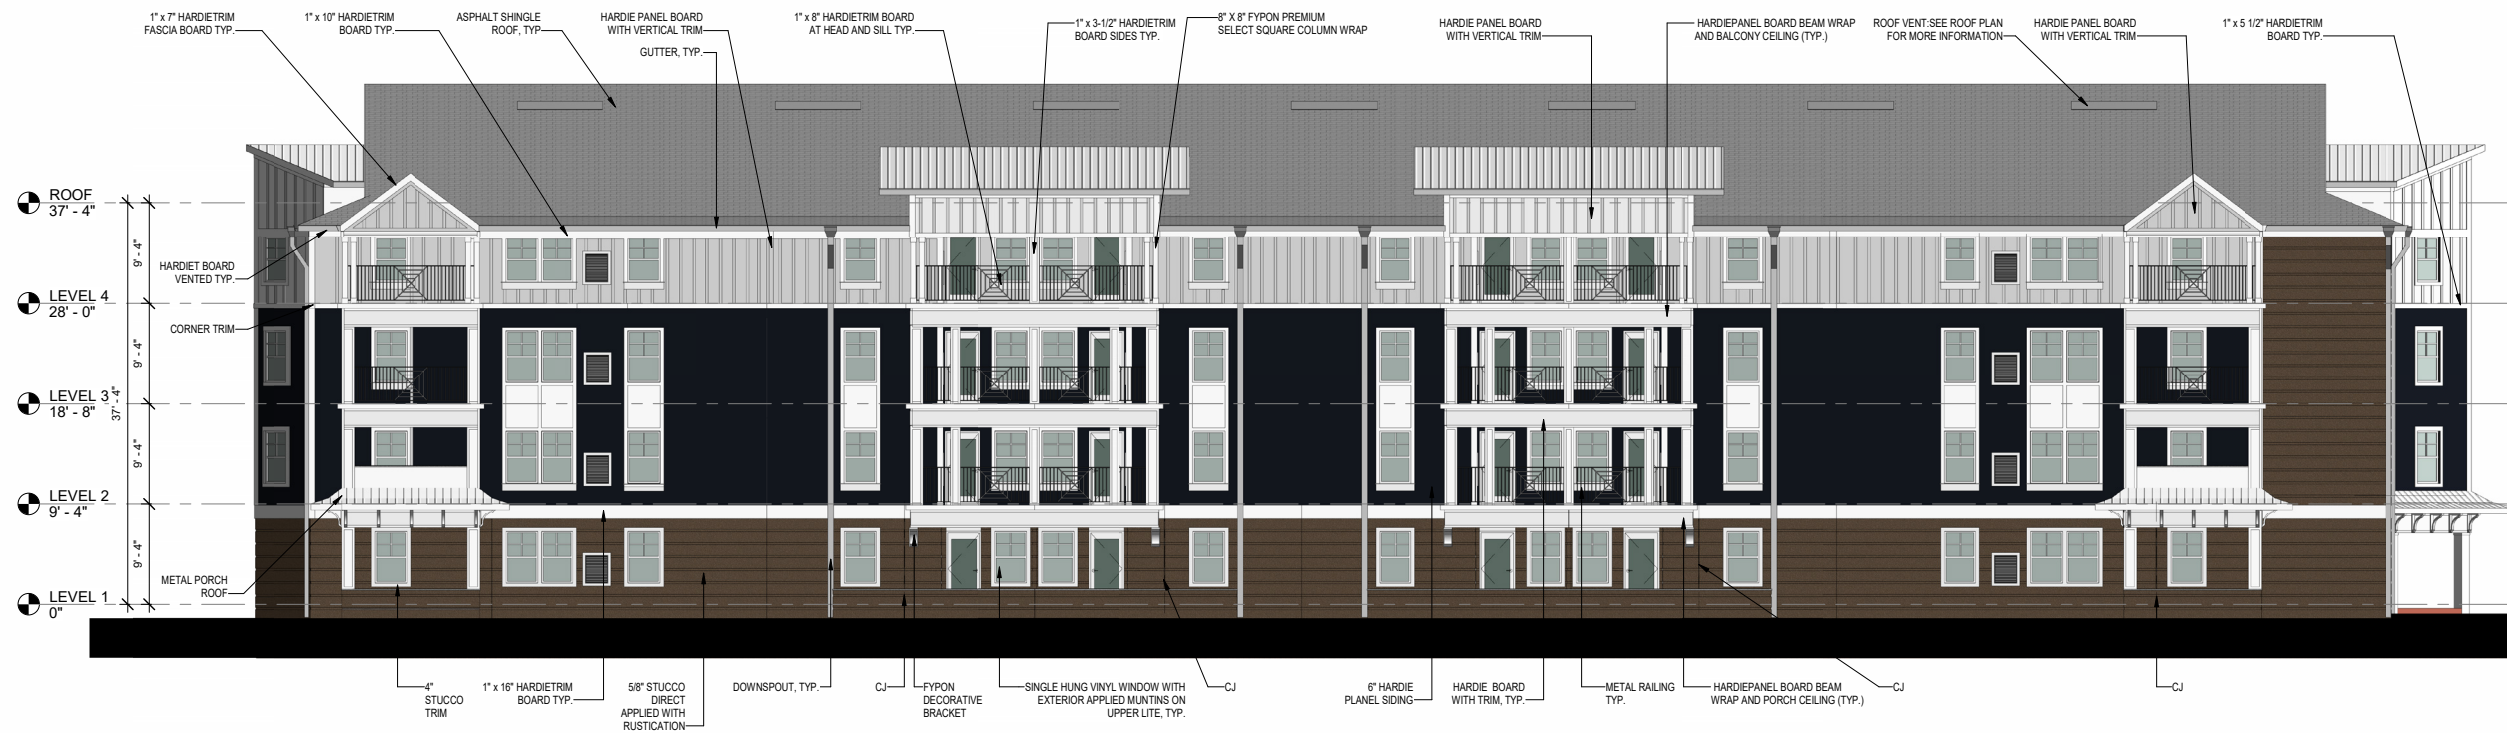 1" x 7" HARDIETRIM
FASCIA BOARD TYP.
1" x 10" HARDIETRIM
BOARD TYP.
ASPHALT SHINGLE
ROOF, TYP
HARDIE PANEL BOARD
WITH VERTICAL TRIM
GUTTER, TYP.
1" x 8" HARDIETRIM BOARD
AT HEAD AND SILL TYP.
1" x 3-1/2" HARDIETRIM
BOARD SIDES TYP.
8" X 8" FYPON PREMIUM
SELECT SQUARE COLUMN WRAP
HARDIE PANEL BOARD
WITH VERTICAL TRIM
HARDIEPANEL BOARD BEAM WRAP
AND BALCONY CEILING (TYP.)
ROOF VENT:SEE ROOF PLAN
FOR MORE INFORMATION
HARDIE PANEL BOARD
WITH VERTICAL TRIM
1" x 5 1/2" HARDIETRIM
BOARD TYP.
ROOF
37' - 4"
9' - 4"
HARDIET BOARD
VENTED TYP.
LEVEL 4
28' - 0"
CORNER TRIM
9' - 4"
LEVEL 3
18' - 8"
37' - 4"
9' - 4"
LEVEL 2
9' - 4"
9' - 4"
METAL PORCH
ROOF
LEVEL 1
0"
4"
STUCCO
TRIM
1" x 16" HARDIETRIM
BOARD TYP.
5/8" STUCCO
DIRECT
APPLIED WITH
RUSTICATION
DOWNSPOUT, TYP.
CJ
FYPON
DECORATIVE
BRACKET
SINGLE HUNG VINYL WINDOW WITH
EXTERIOR APPLIED MUNTINS ON
UPPER LITE, TYP.
CJ
6" HARDIE
PLANEL SIDING
HARDIE BOARD
WITH TRIM, TYP.
METAL RAILING
TYP.
HARDIEPANEL BOARD BEAM
WRAP AND PORCH CEILING (TYP.)
CJ
CJ